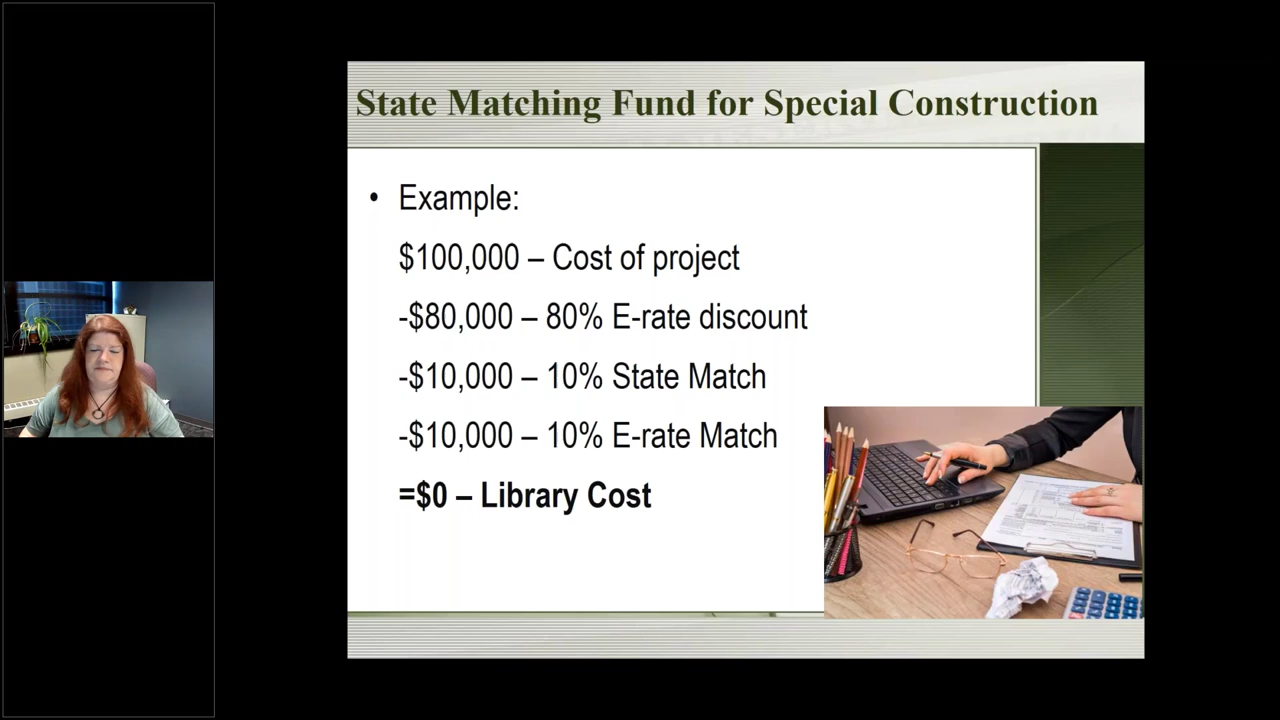 State Matching Fund for Special Construction
• Example:
$100,000 – Cost of project
-$80,000 – 80% E-rate discount
-$10,000 – 10% State Match
-$10,000 – 10% E-rate Match
=$0 – Library Cost